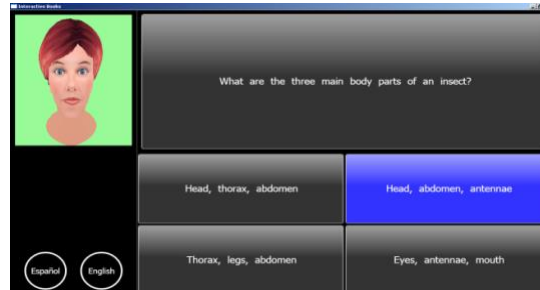 Interactive Books
What are the three main body parts of an insect?
Head, thorax, abdomen
Head, abdomen, antennae
Thorax, legs, abdomen
Eyes, antennae, mouth
Español
English